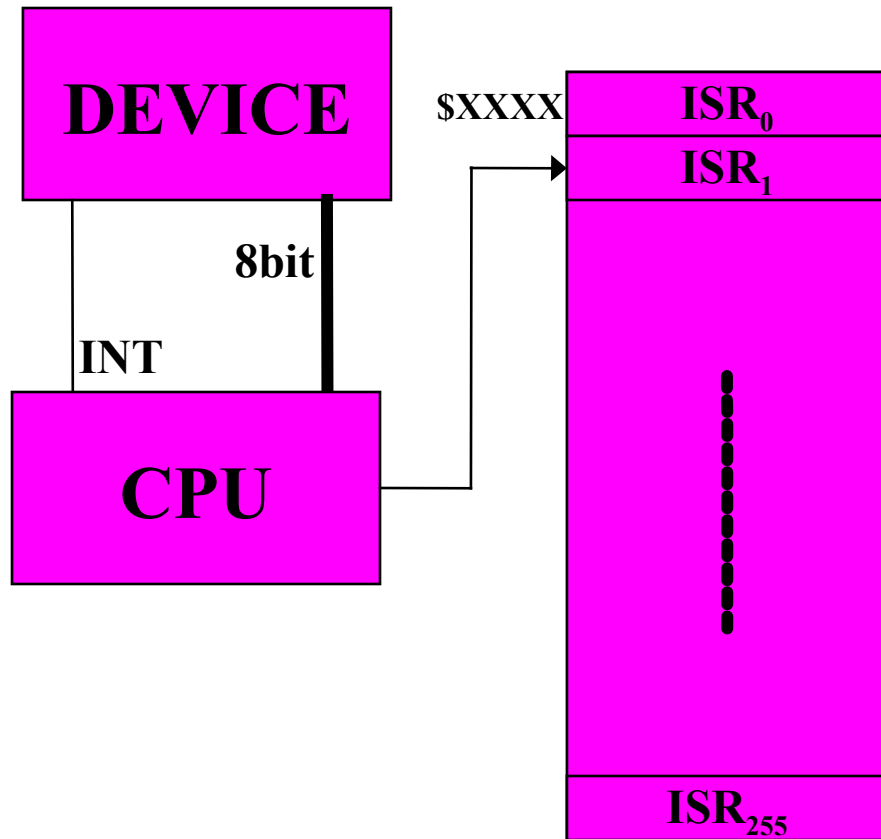 DEVICE
$XXXX
ISR₀
ISR₁
8bit
INT
CPU
ISR₂₅₅